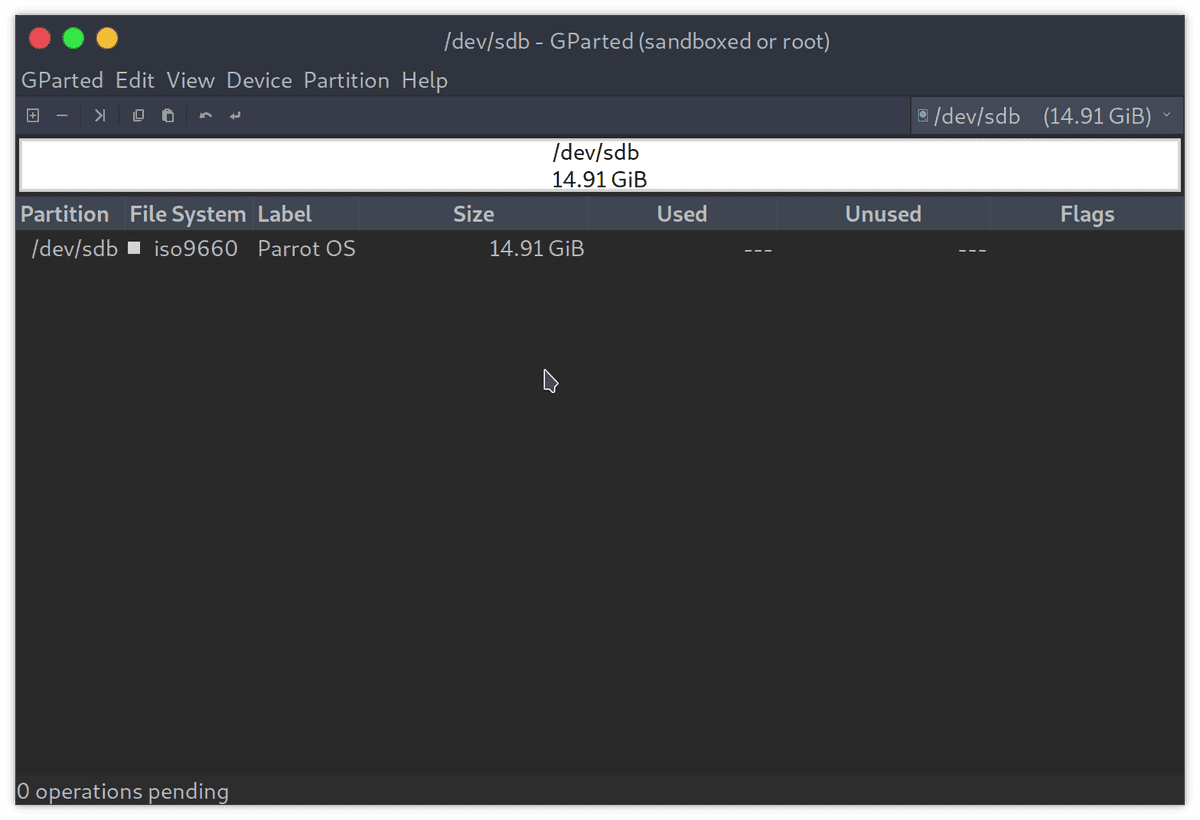 /dev/sdb - GParted (sandboxed or root)
GParted Edit View Device Partition Help
/dev/sdb (14.91 GiB)
/dev/sdb
14.91 GiB
Partition File System Label Size Used Unused Flags
/dev/sdb iso9660 Parrot OS 14.91 GiB --- ---
0 operations pending